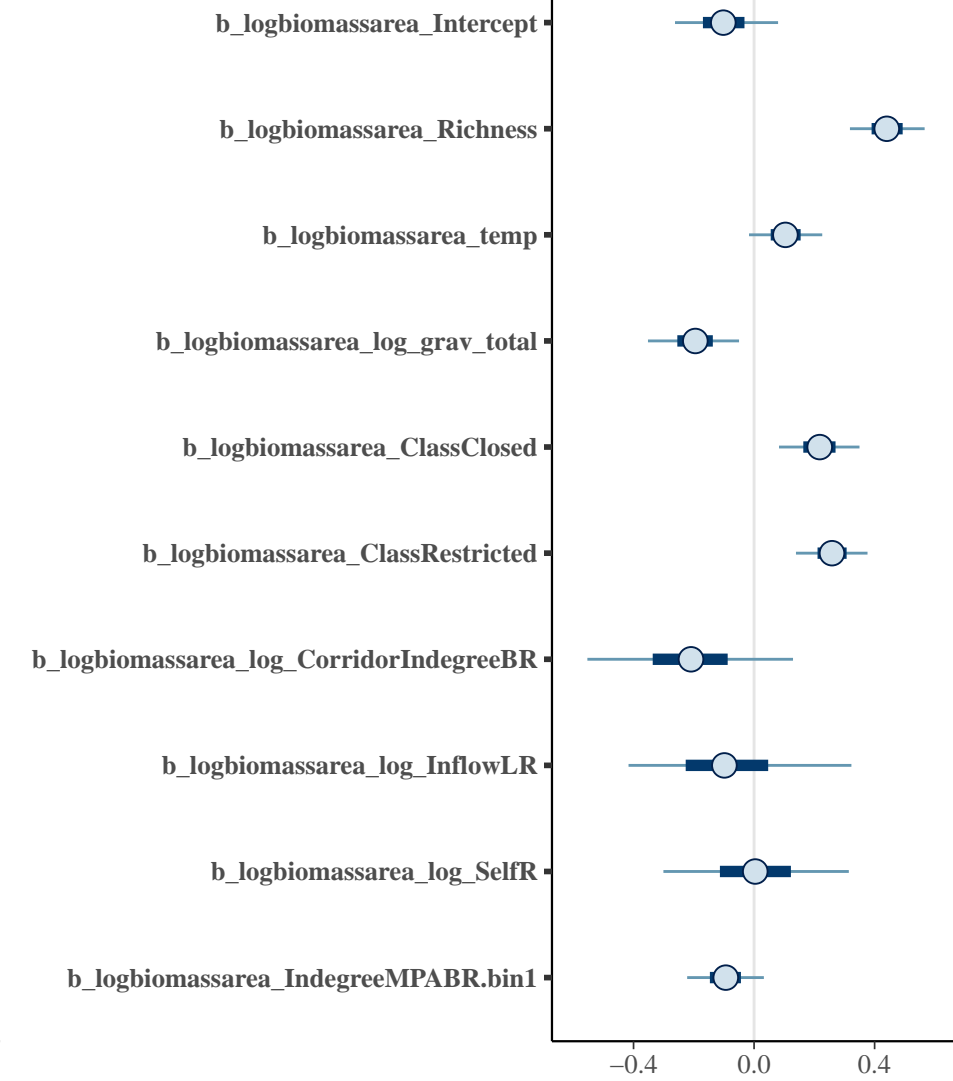 b_logbiomassarea_Intercept
b_logbiomassarea_Richness
b_logbiomassarea_temp
b_logbiomassarea_log_grav_total
b_logbiomassarea_ClassClosed
b_logbiomassarea_ClassRestricted
b_logbiomassarea_log_CorridorIndegreeBR
b_logbiomassarea_log_InflowLR
b_logbiomassarea_log_SelfR
b_logbiomassarea_IndegreeMPABR.bin1
−0.4 0.0 0.4